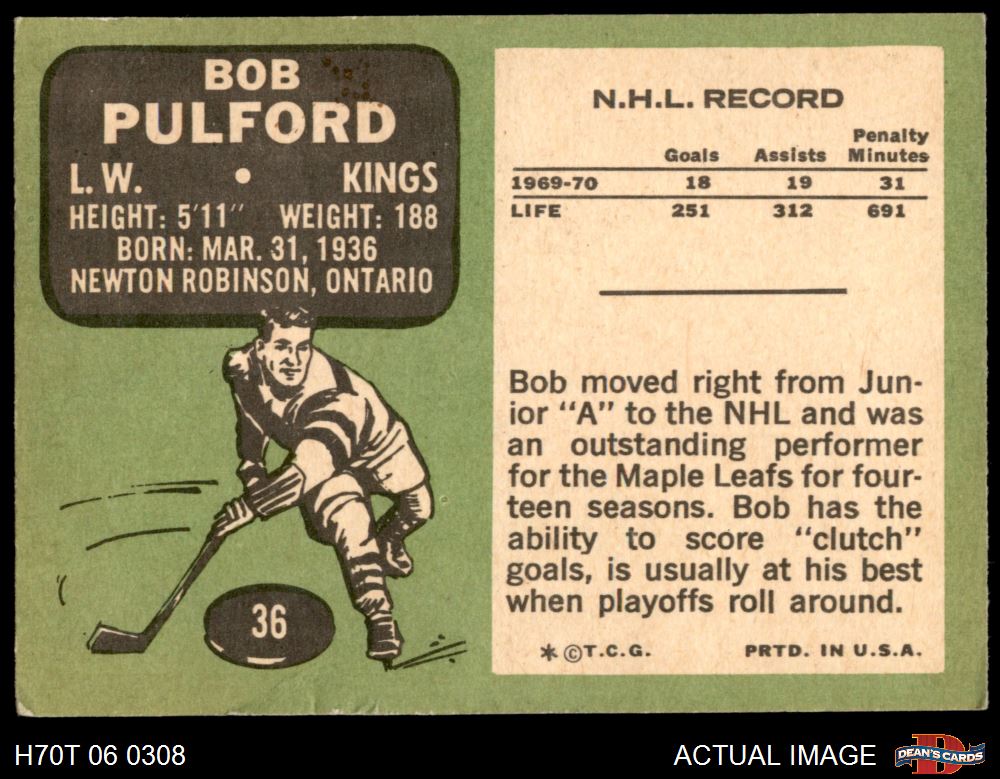 BOB
PULFORD
L.W. • KINGS
HEIGHT: 5'11" WEIGHT: 188
BORN: MAR. 31, 1936
NEWTON ROBINSON, ONTARIO
36
N.H.L. RECORD
Goals Assists Penalty Minutes
1969-70 18 19 31
LIFE 251 312 691
Bob moved right from Jun-
ior "A" to the NHL and was
an outstanding performer
for the Maple Leafs for four-
teen seasons. Bob has the
ability to score "clutch"
goals, is usually at his best
when playoffs roll around.
* © T.C.G. PRTD. IN U.S.A.
H70T 06 0308
ACTUAL IMAGE
D
DEAN'S CARDS